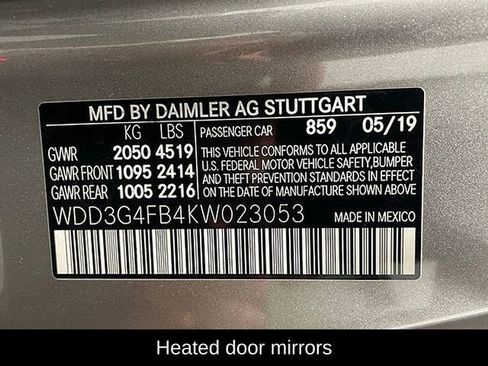 MFD BY DAIMLER AG STUTTGART
KG LBS PASSENGER CAR 859 05/19
GVWR 2050 4519 THIS VEHICLE CONFORMS TO ALL APPLICABLE
GAWR FRONT 1095 2414 U.S. FEDERAL MOTOR VEHICLE SAFETY, BUMPER
GAWR REAR 1005 2216 AND THEFT PREVENTION STANDARDS IN EFFECT ON THE DATE OF MANUFACTURE SHOWN ABOVE.
WDD3G4FB4KW023053 MADE IN MEXICO
Heated door mirrors